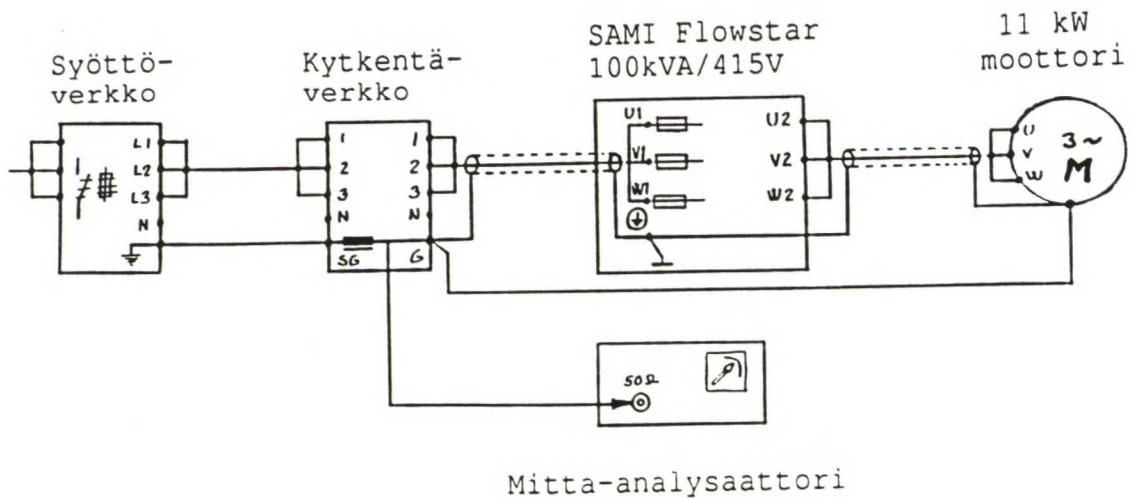 Syöttö-
verkko
Kytkentä-
verkko
SAMI Flowstar
100kVA/415V
11 kW
moottori
L1
L2
L3
N
1
2
3
N
SG
1
2
3
N
G
U1
V1
W1
U2
V2
W2
U
V
W
3~
M
50Ω
Mitta-analysaattori